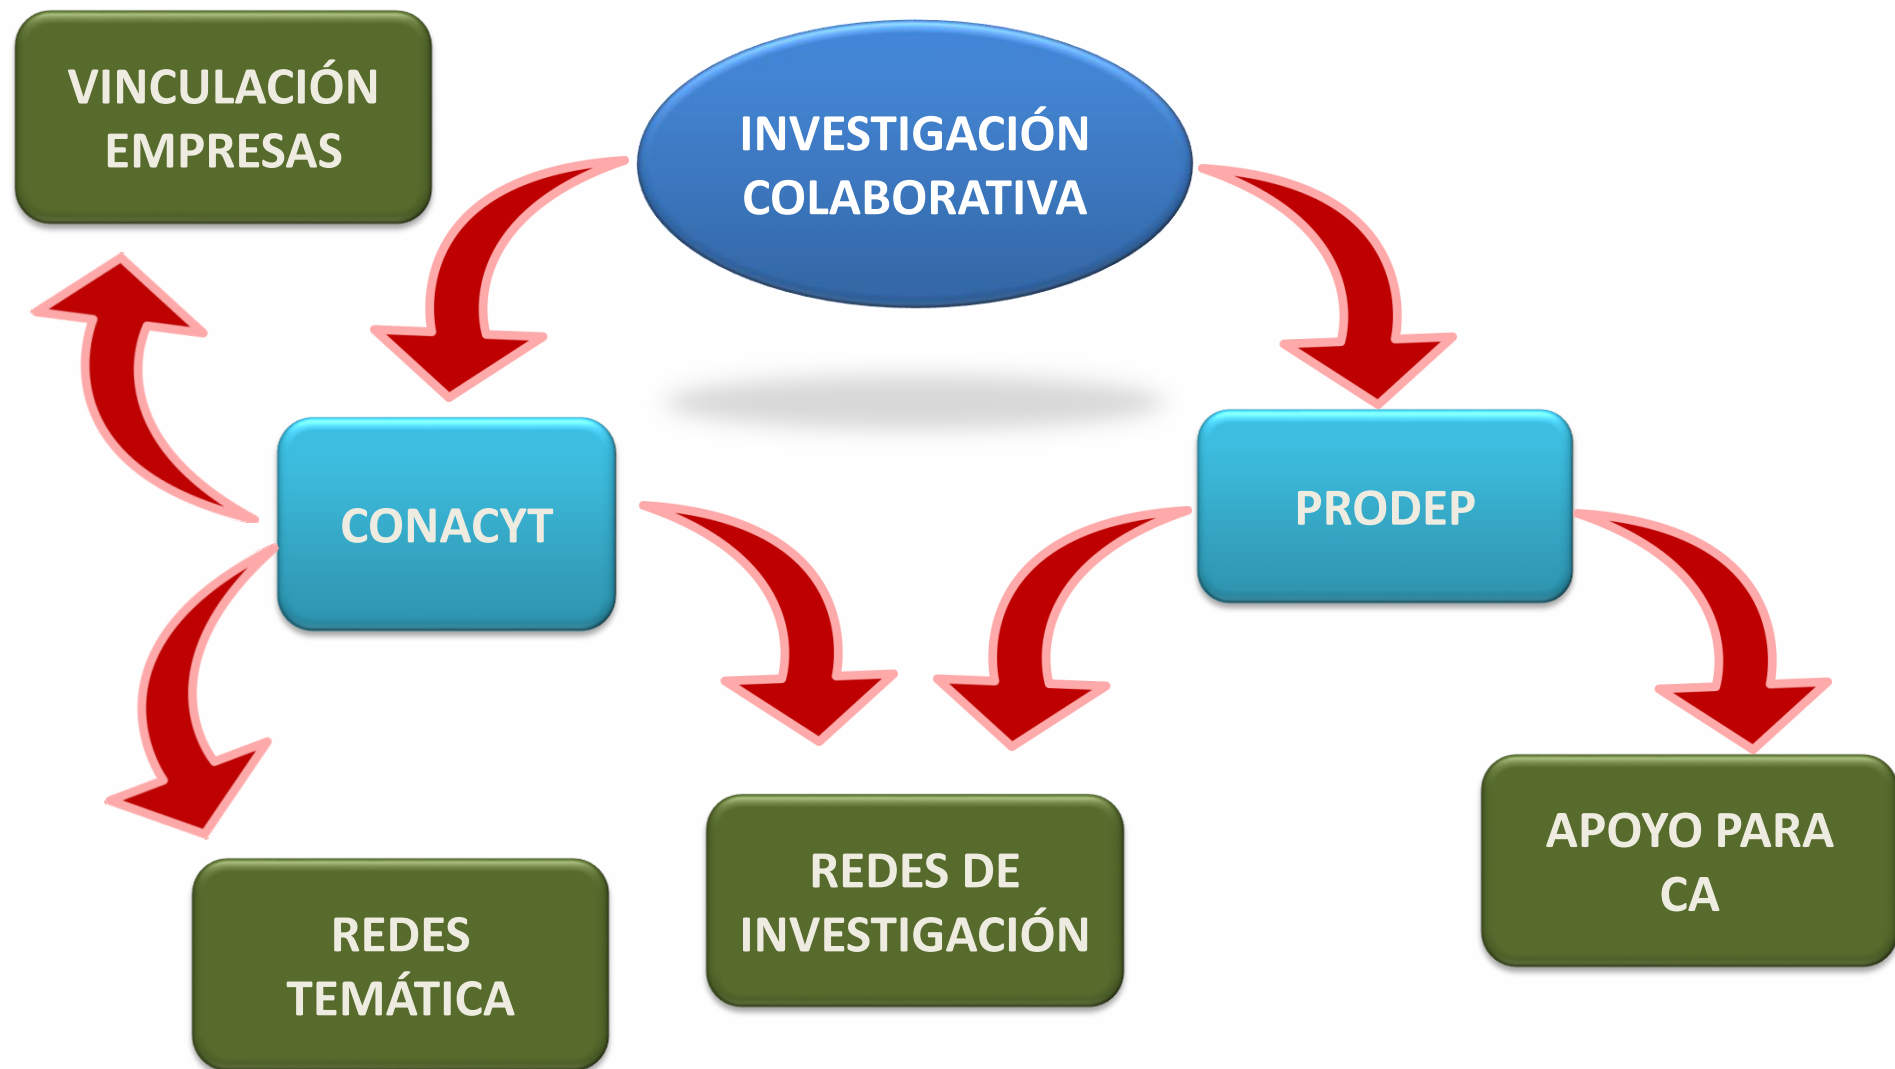 VINCULACIÓN
EMPRESAS
INVESTIGACIÓN
COLABORATIVA
CONACYT
PRODEP
REDES
TEMÁTICA
REDES DE
INVESTIGACIÓN
APOYO PARA
CA